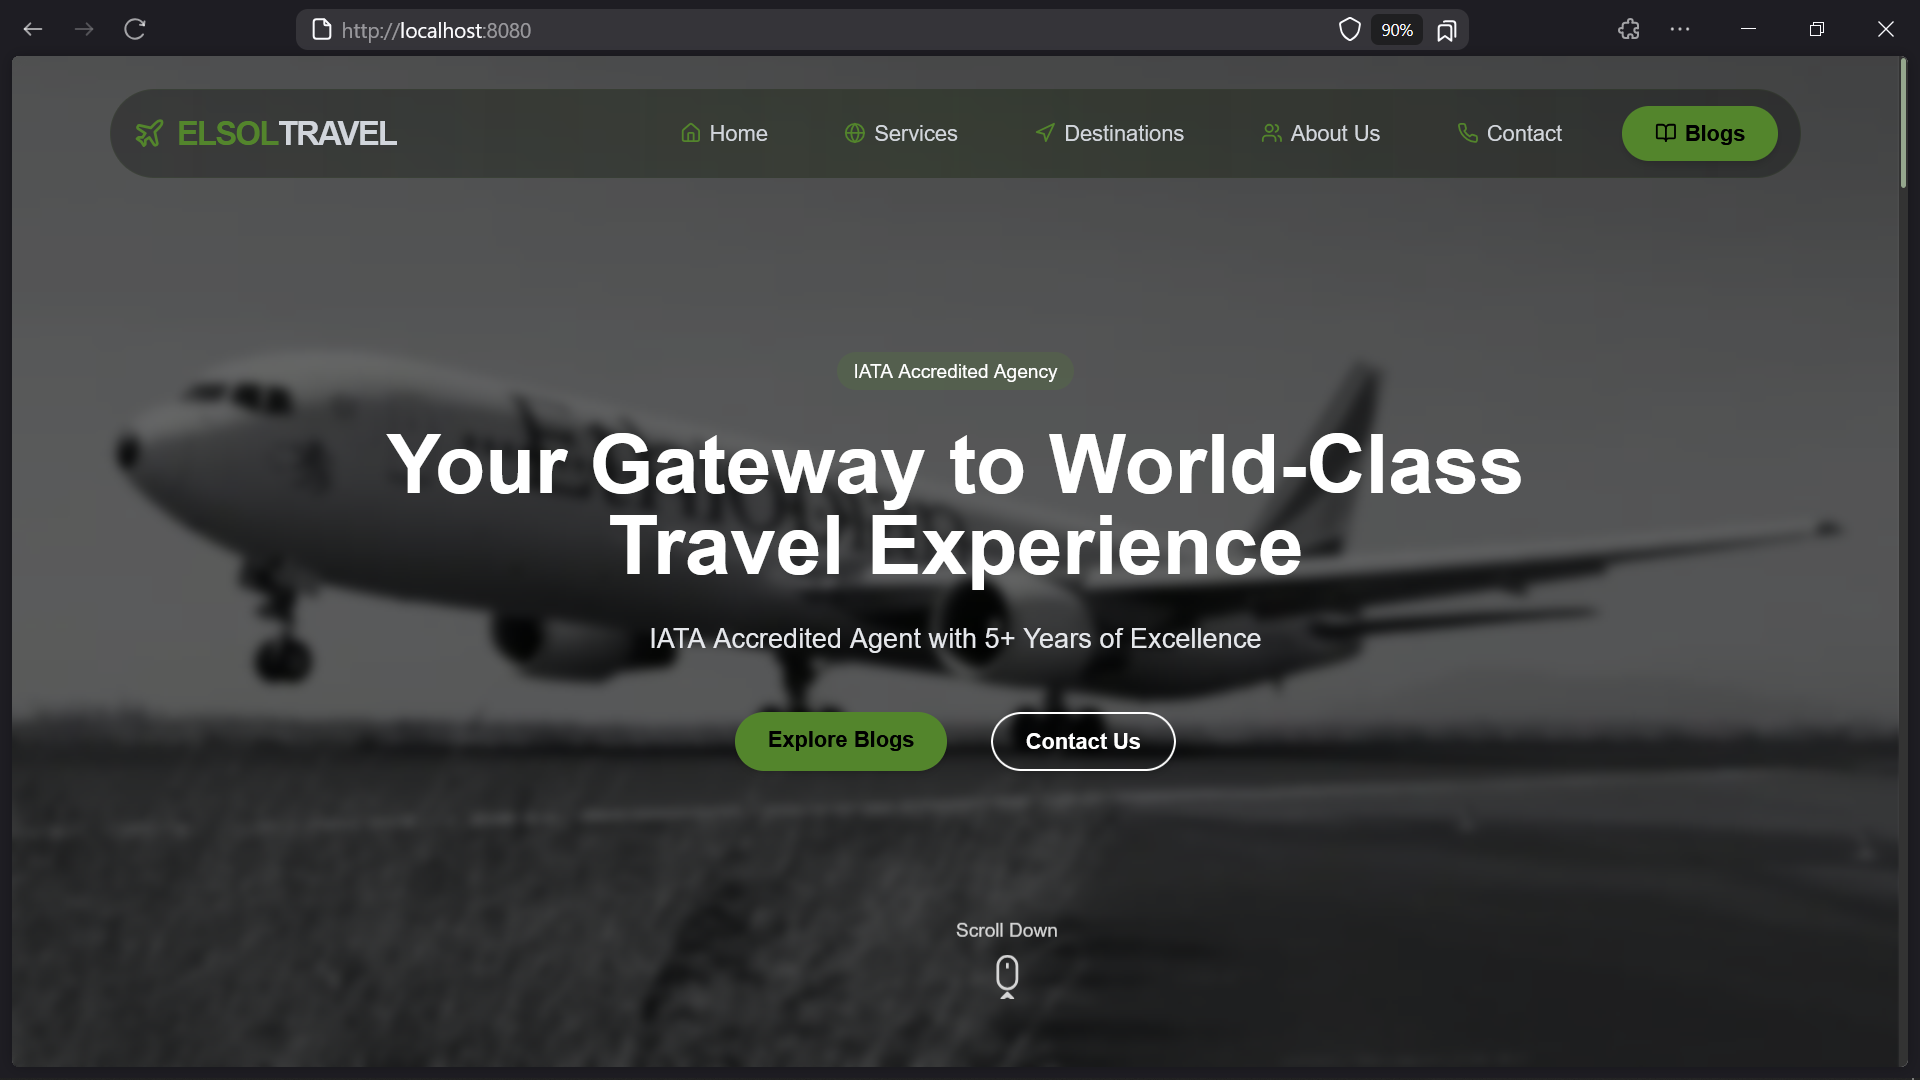 http://localhost:8080
90%
ELSOLTRAVEL
Home
Services
Destinations
About Us
Contact
Blogs
IATA Accredited Agency
Your Gateway to World-Class
Travel Experience
IATA Accredited Agent with 5+ Years of Excellence
Explore Blogs
Contact Us
Scroll Down